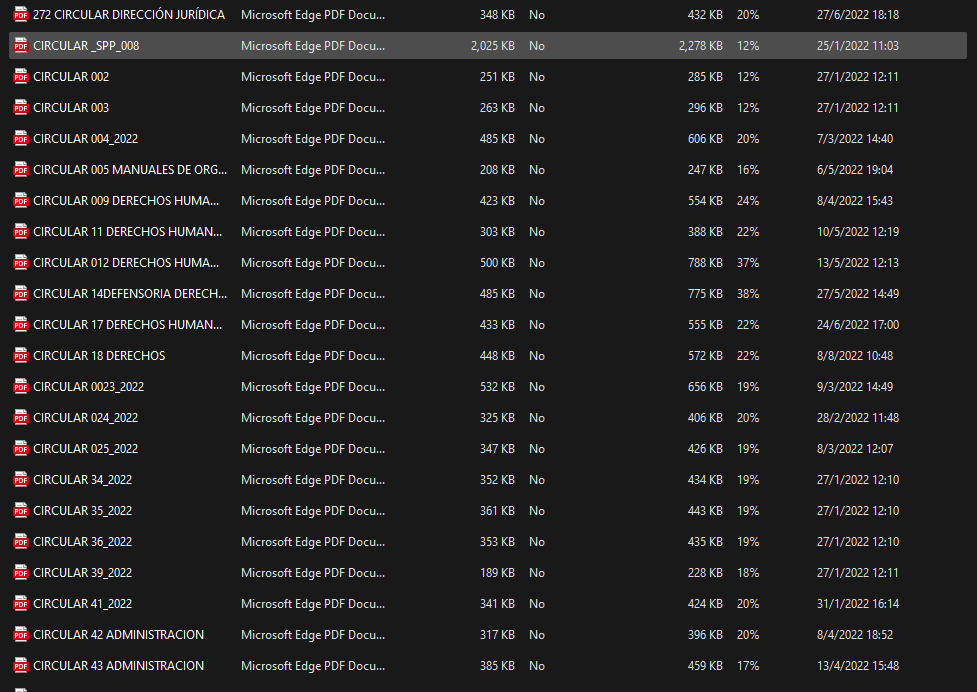 272 CIRCULAR DIRECCIÓN JURÍDICA Microsoft Edge PDF Docu... 348 KB No 432 KB 20% 27/6/2022 18:18
CIRCULAR _SPP_008 Microsoft Edge PDF Docu... 2,025 KB No 2,278 KB 12% 25/1/2022 11:03
CIRCULAR 002 Microsoft Edge PDF Docu... 251 KB No 285 KB 12% 27/1/2022 12:11
CIRCULAR 003 Microsoft Edge PDF Docu... 263 KB No 296 KB 12% 27/1/2022 12:11
CIRCULAR 004_2022 Microsoft Edge PDF Docu... 485 KB No 606 KB 20% 7/3/2022 14:40
CIRCULAR 005 MANUALES DE ORG... Microsoft Edge PDF Docu... 208 KB No 247 KB 16% 6/5/2022 19:04
CIRCULAR 009 DERECHOS HUMA... Microsoft Edge PDF Docu... 423 KB No 554 KB 24% 8/4/2022 15:43
CIRCULAR 11 DERECHOS HUMAN... Microsoft Edge PDF Docu... 303 KB No 388 KB 22% 10/5/2022 12:19
CIRCULAR 012 DERECHOS HUMA... Microsoft Edge PDF Docu... 500 KB No 788 KB 37% 13/5/2022 12:13
CIRCULAR 14DEFENSORIA DERECH... Microsoft Edge PDF Docu... 485 KB No 775 KB 38% 27/5/2022 14:49
CIRCULAR 17 DERECHOS HUMAN... Microsoft Edge PDF Docu... 433 KB No 555 KB 22% 24/6/2022 17:00
CIRCULAR 18 DERECHOS Microsoft Edge PDF Docu... 448 KB No 572 KB 22% 8/8/2022 10:48
CIRCULAR 0023_2022 Microsoft Edge PDF Docu... 532 KB No 656 KB 19% 9/3/2022 14:49
CIRCULAR 024_2022 Microsoft Edge PDF Docu... 325 KB No 406 KB 20% 28/2/2022 11:48
CIRCULAR 025_2022 Microsoft Edge PDF Docu... 347 KB No 426 KB 19% 8/3/2022 12:07
CIRCULAR 34_2022 Microsoft Edge PDF Docu... 352 KB No 434 KB 19% 27/1/2022 12:10
CIRCULAR 35_2022 Microsoft Edge PDF Docu... 361 KB No 443 KB 19% 27/1/2022 12:10
CIRCULAR 36_2022 Microsoft Edge PDF Docu... 353 KB No 435 KB 19% 27/1/2022 12:10
CIRCULAR 39_2022 Microsoft Edge PDF Docu... 189 KB No 228 KB 18% 27/1/2022 12:11
CIRCULAR 41_2022 Microsoft Edge PDF Docu... 341 KB No 424 KB 20% 31/1/2022 16:14
CIRCULAR 42 ADMINISTRACION Microsoft Edge PDF Docu... 317 KB No 396 KB 20% 8/4/2022 18:52
CIRCULAR 43 ADMINISTRACION Microsoft Edge PDF Docu... 385 KB No 459 KB 17% 13/4/2022 15:48